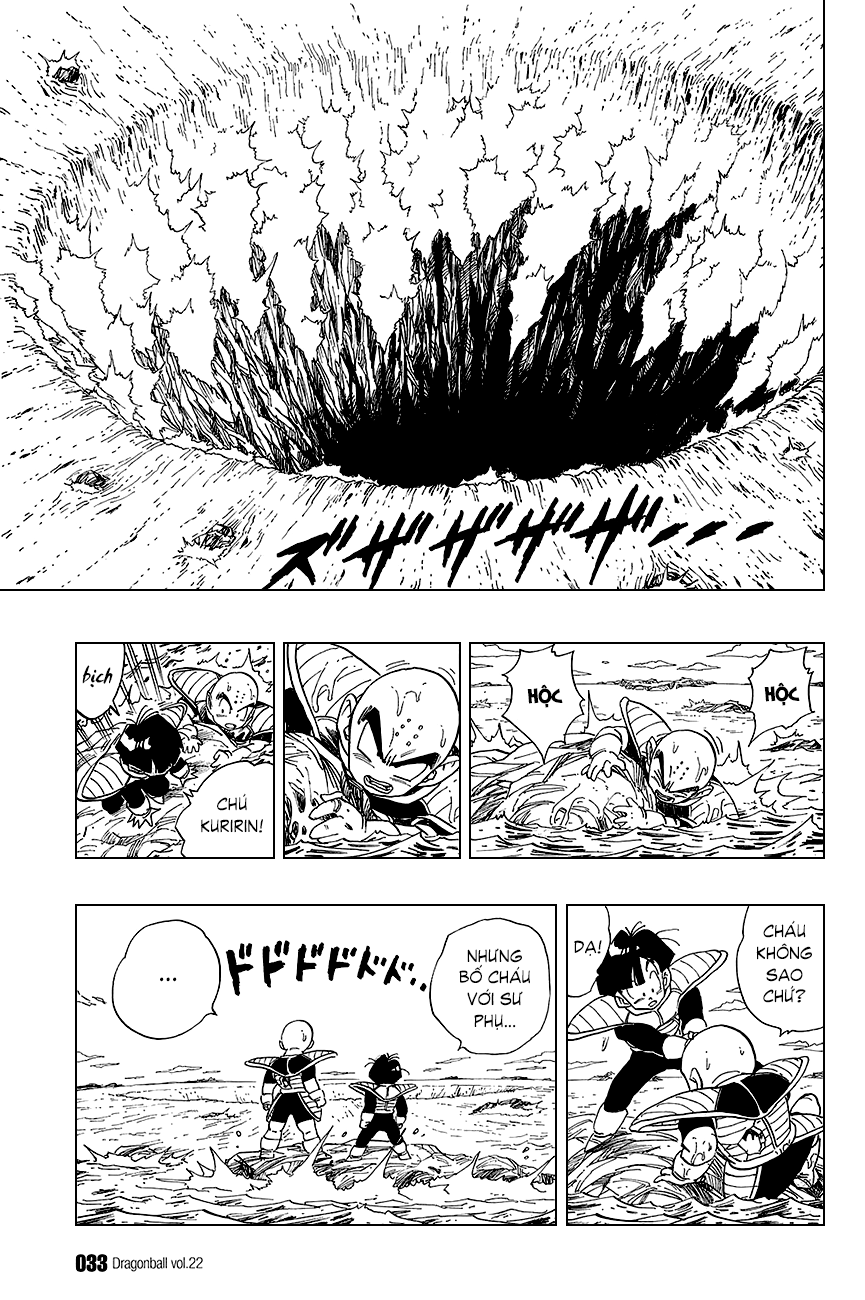 ズザザザザ...
HỘC
HỘC
bịch
CHÚ
KURIRIN!
CHÁU
KHÔNG
SAO
CHỨ?
DẠ!
NHƯNG
BỐ CHÁU
VỚI SƯ
PHỤ...
ドドドドドド..
...
033 Dragonball vol.22